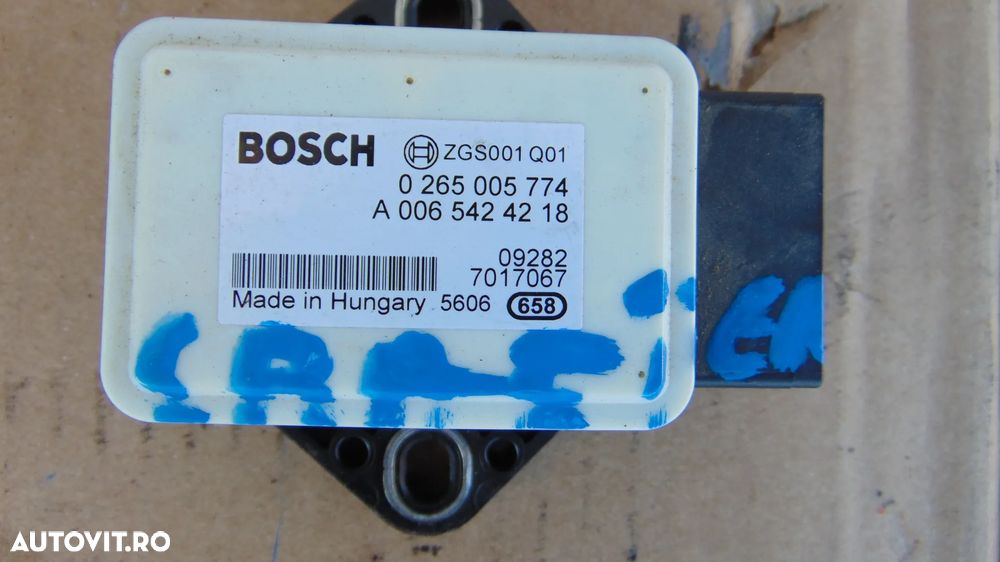 BOSCH
ZGS001 Q01
0 265 005 774
A 006 542 42 18
09282
7017067
Made in Hungary 5606 658
AUTOVIT.RO